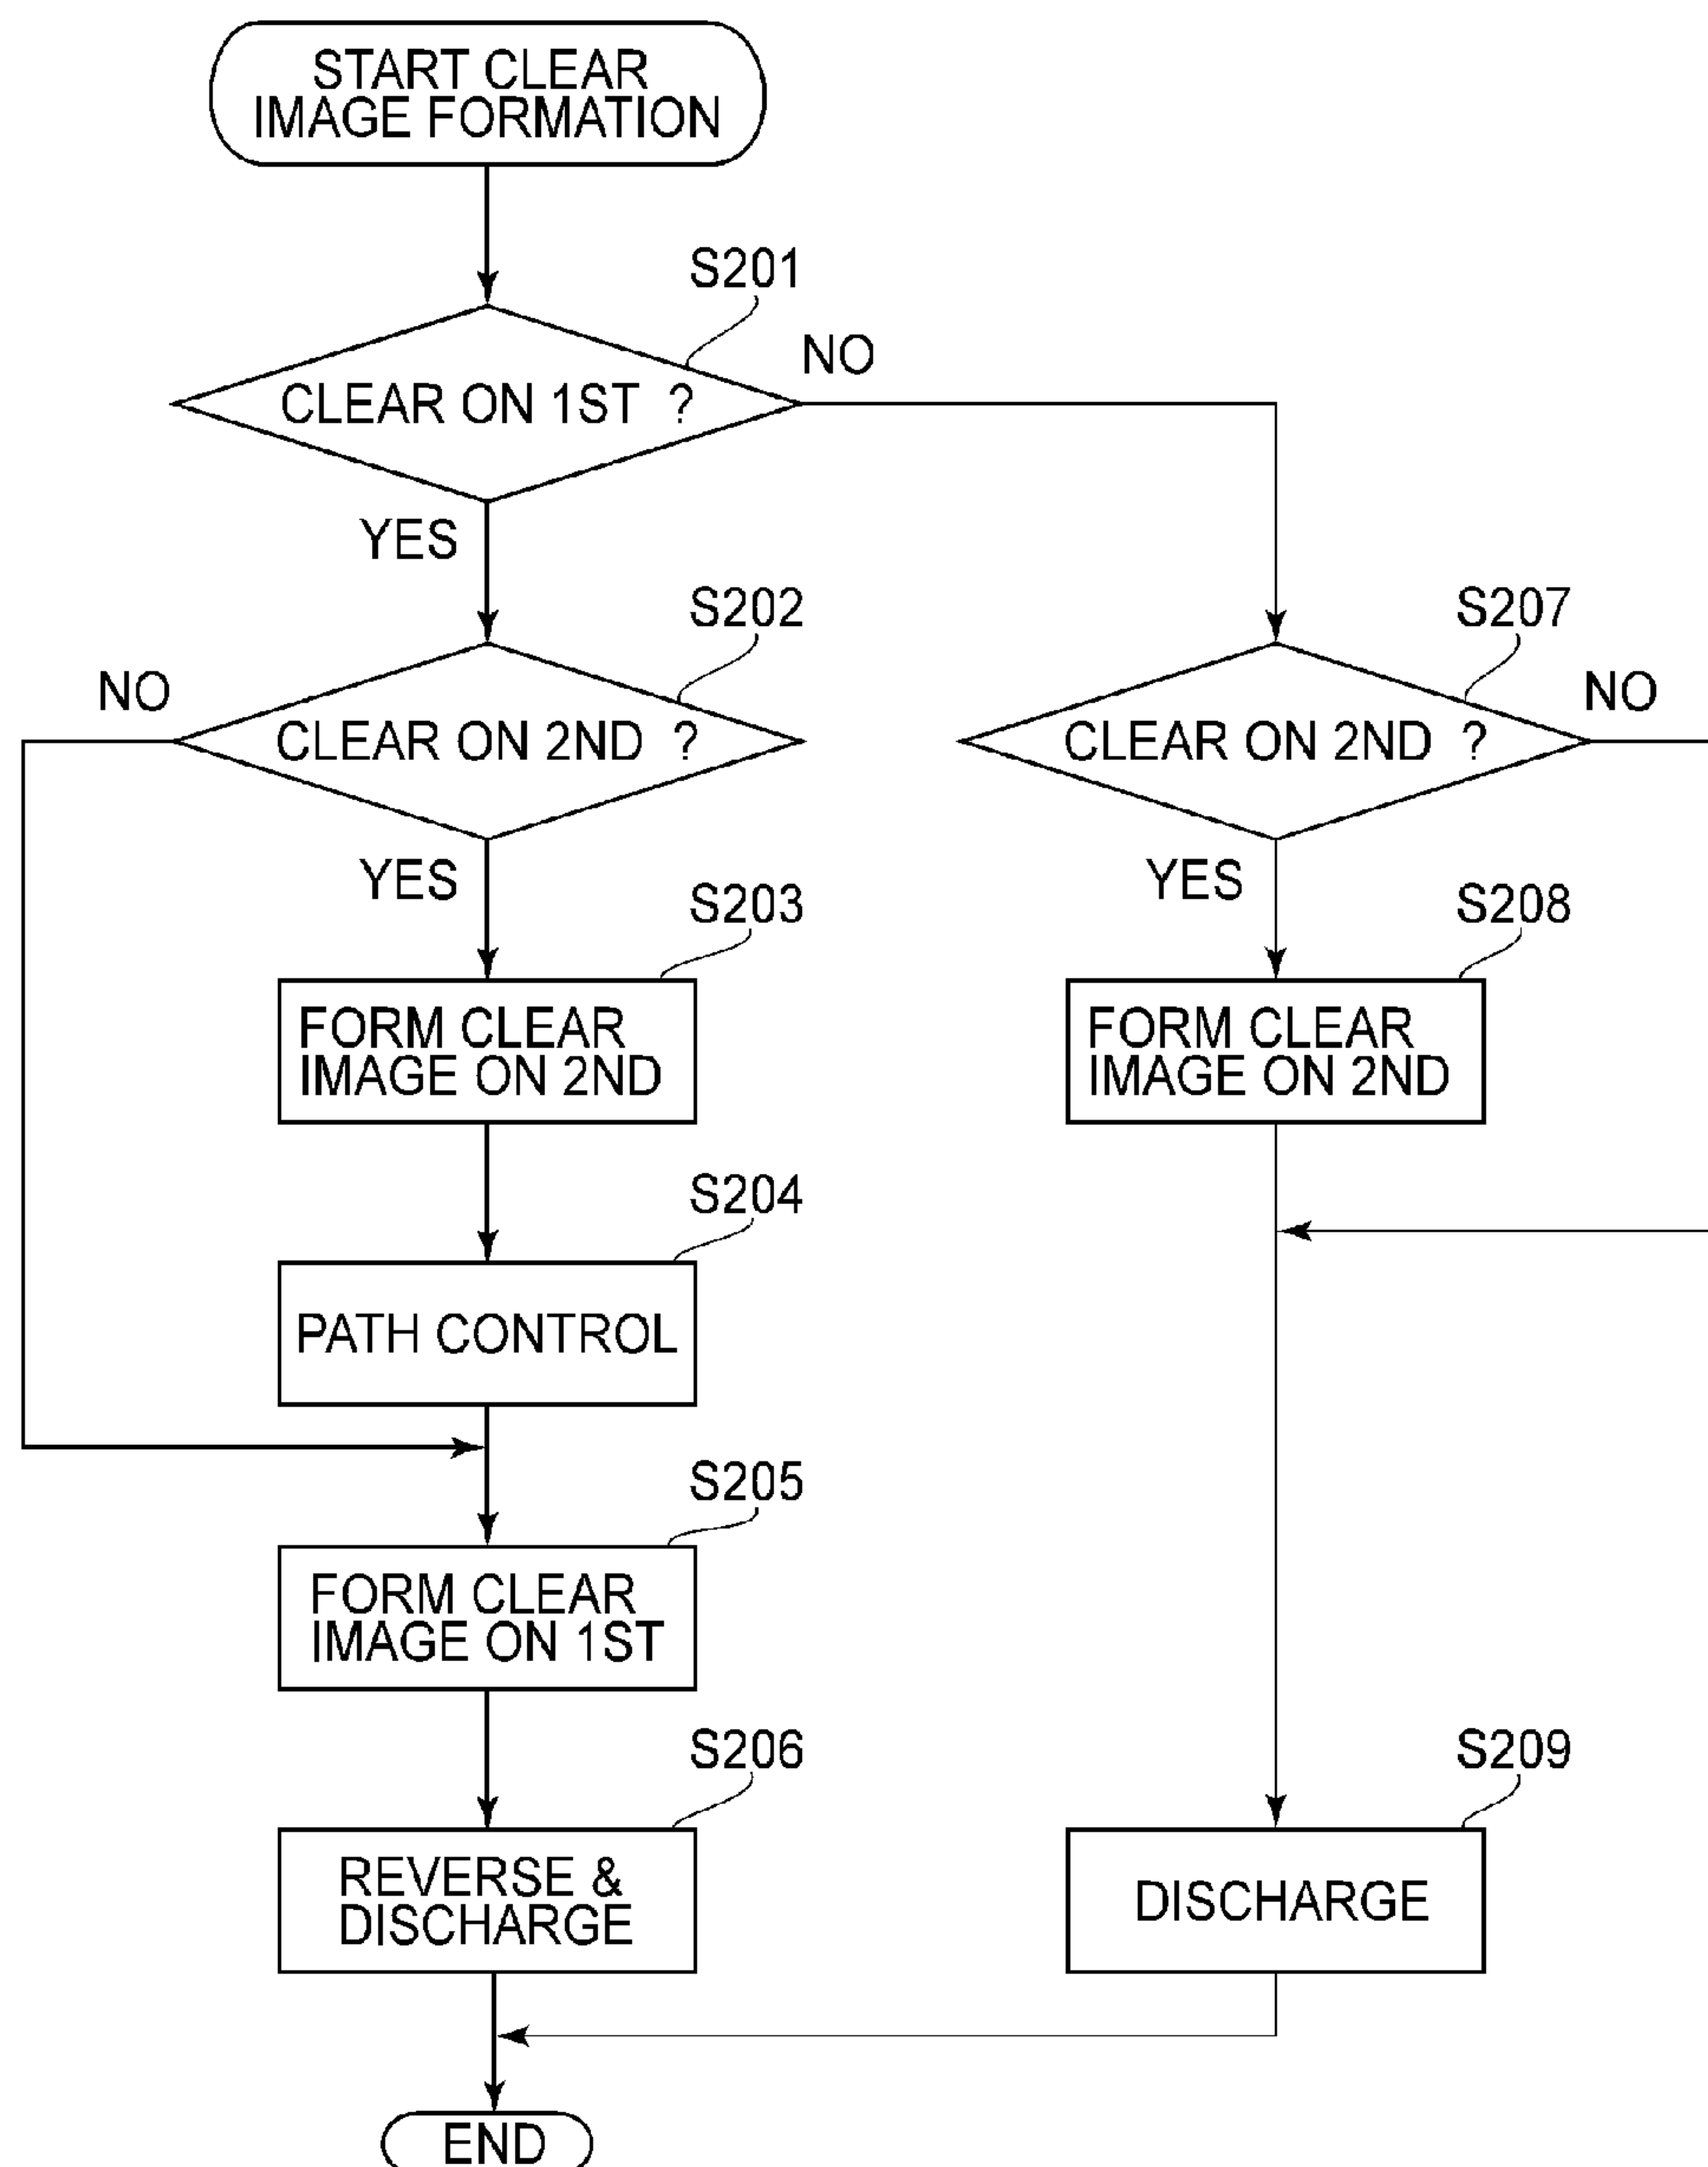 START CLEAR
IMAGE FORMATION
S201
NO
CLEAR ON 1ST ?
YES
S202
S207
NO
NO
CLEAR ON 2ND ?
CLEAR ON 2ND ?
YES
YES
S203
S208
FORM CLEAR
IMAGE ON 2ND
FORM CLEAR
IMAGE ON 2ND
S204
PATH CONTROL
S205
FORM CLEAR
IMAGE ON 1ST
S206
S209
REVERSE &
DISCHARGE
DISCHARGE
END